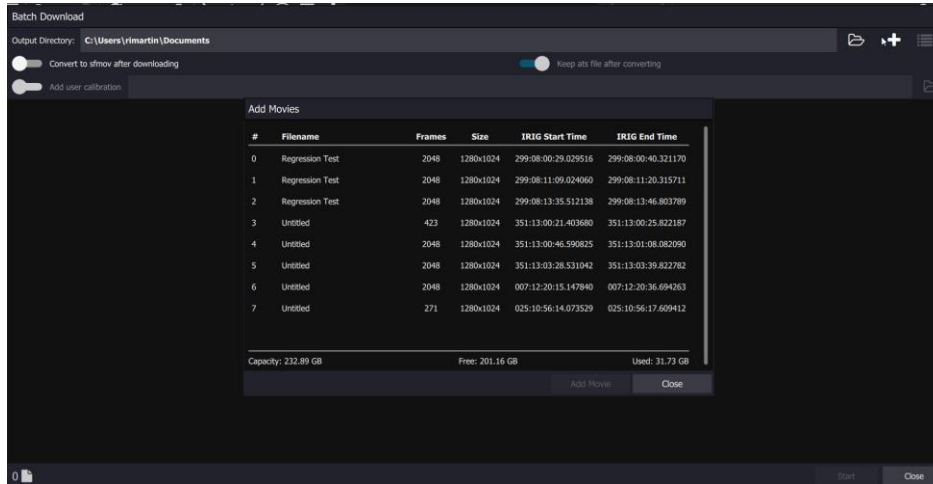 Batch Download
Output Directory: C:\Users\rimartin\Documents
Convert to sfmov after downloading Keep ats file after converting
Add user calibration
Add Movies
# Filename Frames Size IRIG Start Time IRIG End Time
0 Regression Test 2048 1280x1024 299:08:00:29.029516 299:08:00:40.321170
1 Regression Test 2048 1280x1024 299:08:11:09.024060 299:08:11:20.315711
2 Regression Test 2048 1280x1024 299:08:13:35.512138 299:08:13:46.803789
3 Untitled 423 1280x1024 351:13:00:21.403680 351:13:00:25.822187
4 Untitled 2048 1280x1024 351:13:00:46.590825 351:13:01:08.082090
5 Untitled 2048 1280x1024 351:13:03:28.531042 351:13:03:39.822782
6 Untitled 2048 1280x1024 007:12:20:15.147840 007:12:20:36.694263
7 Untitled 271 1280x1024 025:10:56:14.073529 025:10:56:17.609412
Capacity: 232.89 GB Free: 201.16 GB Used: 31.73 GB
Add Movie Close
0 Start Close